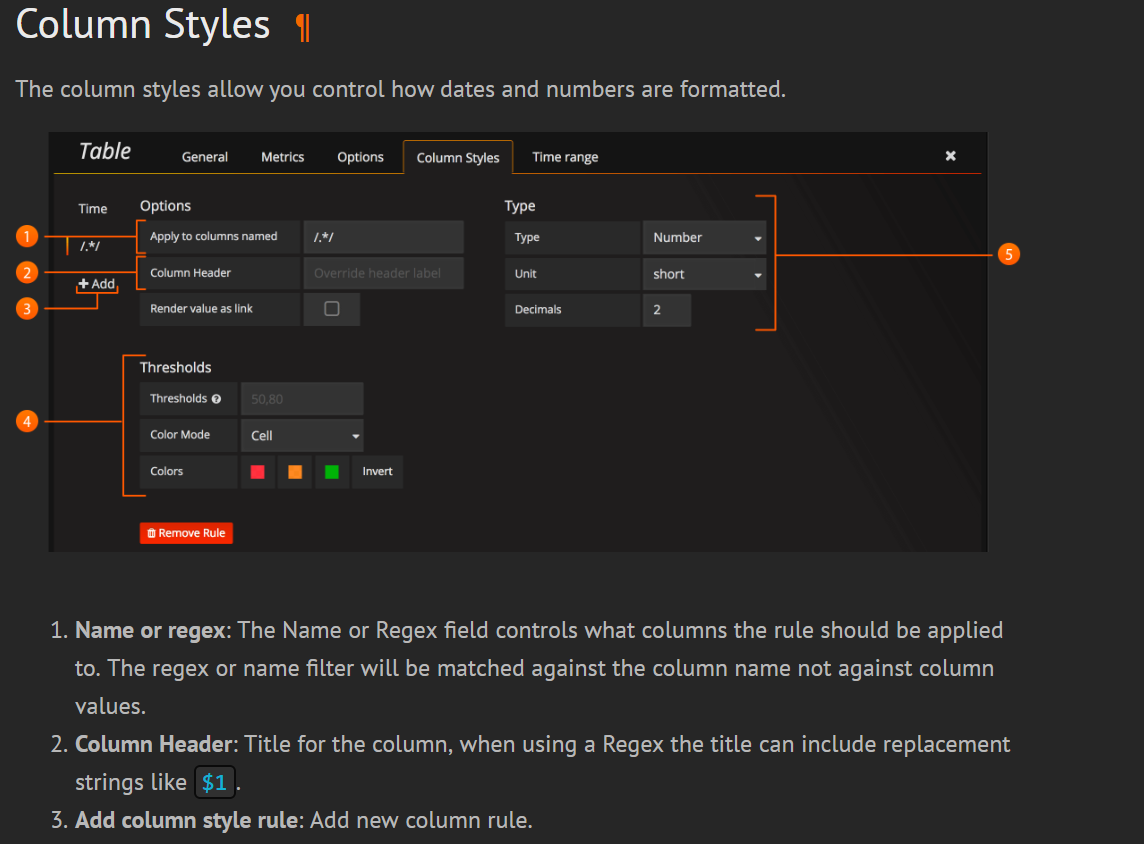 Column Styles ¶
The column styles allow you control how dates and numbers are formatted.
Table General Metrics Options Column Styles Time range ×
Time
/.*/
+ Add
Options
Apply to columns named /.*/
Column Header Override header label
Render value as link
Type
Type Number
Unit short
Decimals 2
Thresholds
Thresholds ? 50,80
Color Mode Cell
Colors Invert
Remove Rule
1
2
3
4
5
1. Name or regex: The Name or Regex field controls what columns the rule should be applied
to. The regex or name filter will be matched against the column name not against column
values.
2. Column Header: Title for the column, when using a Regex the title can include replacement
strings like $1.
3. Add column style rule: Add new column rule.